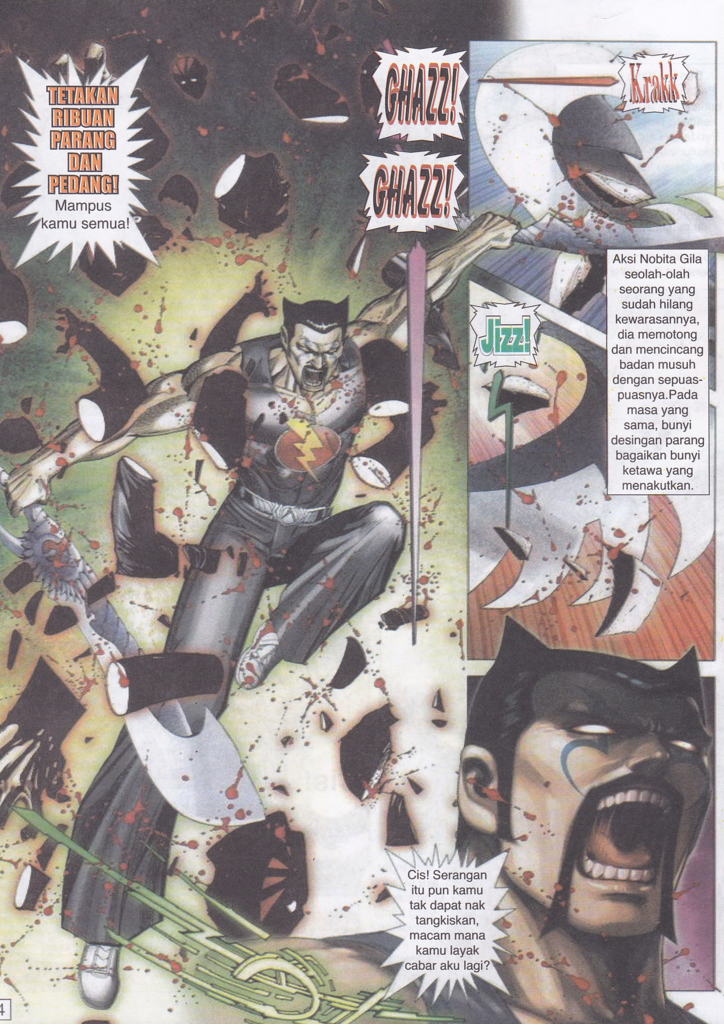 TETAKAN
RIBUAN
PARANG
DAN
PEDANG!
Mampus
kamu semua!
GHAZZ!
GHAZZ!
Krakk!
Aksi Nobita Gila
seolah-olah
seorang yang
sudah hilang
kewarasannya,
dia memotong
dan mencincang
badan musuh
dengan sepuas-
puasnya.Pada
masa yang
sama, bunyi
desingan parang
bagaikan bunyi
ketawa yang
menakutkan.
Jizz!
Cis! Serangan
itu pun kamu
tak dapat nak
tangkiskan,
macam mana
kamu layak
cabar aku lagi?
4